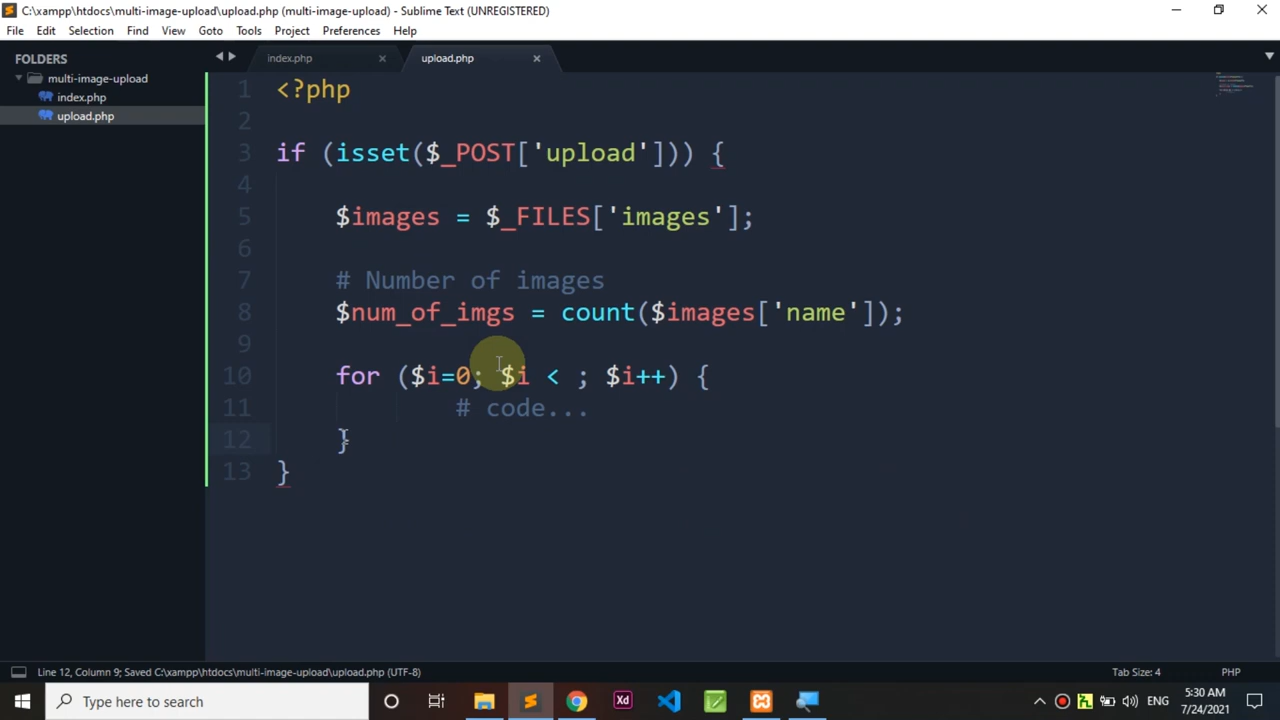 C:\xampp\htdocs\multi-image-upload\upload.php (multi-image-upload) - Sublime Text (UNREGISTERED)
File Edit Selection Find View Goto Tools Project Preferences Help
FOLDERS
multi-image-upload
index.php
upload.php
index.php upload.php
1 <?php
2
3 if (isset($_POST['upload'])) {
4
5 $images = $_FILES['images'];
6
7 # Number of images
8 $num_of_imgs = count($images['name']);
9
10 for ($i=0; $i < ; $i++) {
11 # code...
12 }
13 }
Line 12, Column 9; Saved C:\xampp\htdocs\multi-image-upload\upload.php (UTF-8) Tab Size: 4 PHP
Type here to search
Xd
ENG
5:30 AM
7/24/2021